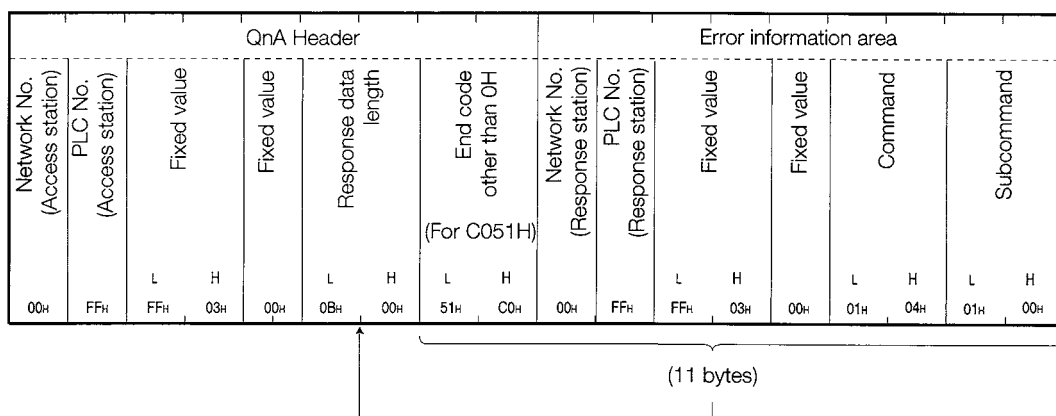 QnA Header
Error information area
Network No.
(Access station)
PLC No.
(Access station)
Fixed value
Fixed value
Response data
length
End code
other than 0H
(For C051H)
Network No.
(Response station)
PLC No.
(Response station)
Fixed value
Fixed value
Command
Subcommand
L H L H L H L H L H L H
00H FFH FFH 03H 00H 0BH 00H 51H C0H 00H FFH FFH 03H 00H 01H 04H 01H 00H
(11 bytes)